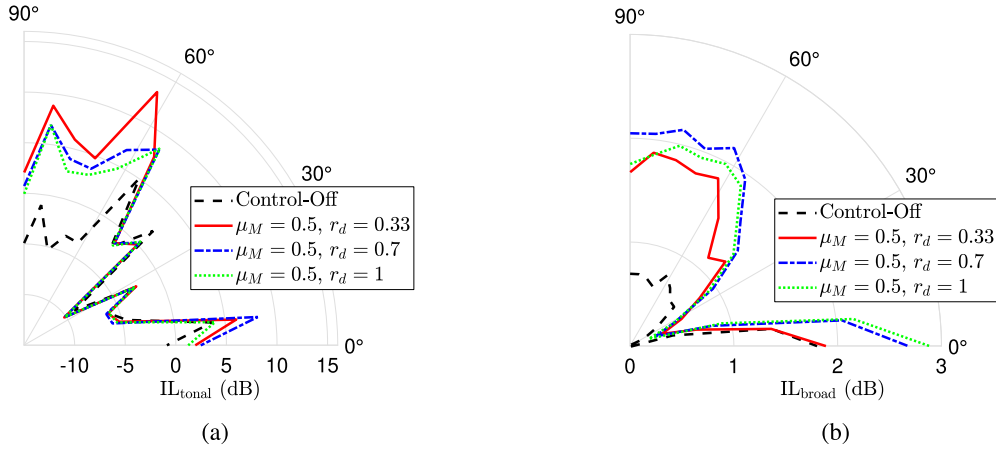 90°
60°
30°
0°
-10 -5 0 5 10 15
IL_tonal (dB)
Control-Off
μ_M = 0.5, r_d = 0.33
μ_M = 0.5, r_d = 0.7
μ_M = 0.5, r_d = 1
(a)
90°
60°
30°
0°
0 1 2 3
IL_broad (dB)
Control-Off
μ_M = 0.5, r_d = 0.33
μ_M = 0.5, r_d = 0.7
μ_M = 0.5, r_d = 1
(b)